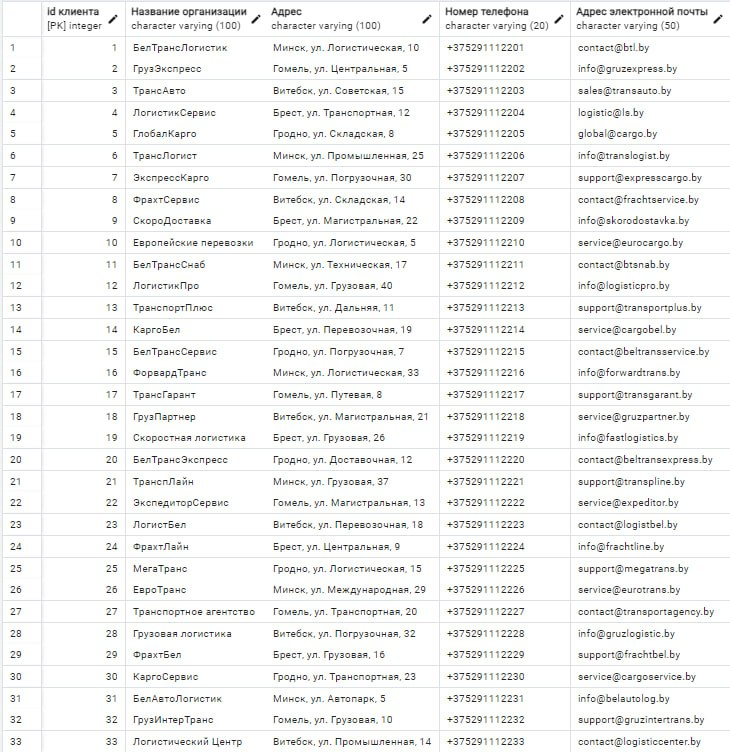 id клиента Название организации Адрес Номер телефона Адрес электронной почты
[PK] integer character varying (100) character varying (100) character varying (20) character varying (50)
1 1 БелТрансЛогистик Минск, ул. Логистическая, 10 +375291112201 contact@btl.by
2 2 ГрузЭкспресс Гомель, ул. Центральная, 5 +375291112202 info@gruzexpress.by
3 3 ТрансАвто Витебск, ул. Советская, 15 +375291112203 sales@transauto.by
4 4 ЛогистикСервис Брест, ул. Транспортная, 12 +375291112204 logistic@ls.by
5 5 ГлобалКарго Гродно, ул. Складская, 8 +375291112205 global@cargo.by
6 6 ТрансЛогист Минск, ул. Промышленная, 25 +375291112206 info@translogist.by
7 7 ЭкспрессКарго Гомель, ул. Погрузочная, 30 +375291112207 support@expresscargo.by
8 8 ФрахтСервис Витебск, ул. Складская, 14 +375291112208 contact@frachtservice.by
9 9 СкороДоставка Брест, ул. Магистральная, 22 +375291112209 info@skorodostavka.by
10 10 Европейские перевозки Гродно, ул. Логистическая, 5 +375291112210 service@eurocargo.by
11 11 БелТрансСнаб Минск, ул. Техническая, 17 +375291112211 contact@btsnab.by
12 12 ЛогистикПро Гомель, ул. Грузовая, 40 +375291112212 info@logisticpro.by
13 13 ТранспортПлюс Витебск, ул. Дальняя, 11 +375291112213 support@transportplus.by
14 14 КаргоБел Брест, ул. Перевозочная, 19 +375291112214 service@cargobel.by
15 15 БелТрансСервис Гродно, ул. Погрузочная, 7 +375291112215 contact@beltransservice.by
16 16 ФорвардТранс Минск, ул. Логистическая, 33 +375291112216 info@forwardtrans.by
17 17 ТрансГарант Гомель, ул. Путевая, 8 +375291112217 support@transgarant.by
18 18 ГрузПартнер Витебск, ул. Магистральная, 21 +375291112218 service@gruzpartner.by
19 19 Скоростная логистика Брест, ул. Грузовая, 26 +375291112219 info@fastlogistics.by
20 20 БелТрансЭкспресс Гродно, ул. Доставочная, 12 +375291112220 contact@beltransexpress.by
21 21 ТранспЛайн Минск, ул. Грузовая, 37 +375291112221 support@transpline.by
22 22 ЭкспедиторСервис Гомель, ул. Магистральная, 13 +375291112222 service@expeditor.by
23 23 ЛогистБел Витебск, ул. Перевозочная, 18 +375291112223 contact@logistbel.by
24 24 ФрахтЛайн Брест, ул. Центральная, 9 +375291112224 info@frachtline.by
25 25 МегаТранс Гродно, ул. Логистическая, 15 +375291112225 support@megatrans.by
26 26 ЕвроТранс Минск, ул. Международная, 29 +375291112226 service@eurotrans.by
27 27 Транспортное агентство Гомель, ул. Транспортная, 20 +375291112227 contact@transportagency.by
28 28 Грузовая логистика Витебск, ул. Погрузочная, 32 +375291112228 info@gruzlogistic.by
29 29 ФрахтБел Брест, ул. Грузовая, 16 +375291112229 support@frachtbel.by
30 30 КаргоСервис Гродно, ул. Транспортная, 23 +375291112230 service@cargoservice.by
31 31 БелАвтоЛогистик Минск, ул. Автопарк, 5 +375291112231 info@belautolog.by
32 32 ГрузИнтерТранс Гомель, ул. Грузовая, 10 +375291112232 support@gruzintertrans.by
33 33 Логистический Центр Витебск, ул. Промышленная, 14 +375291112233 contact@logisticcenter.by